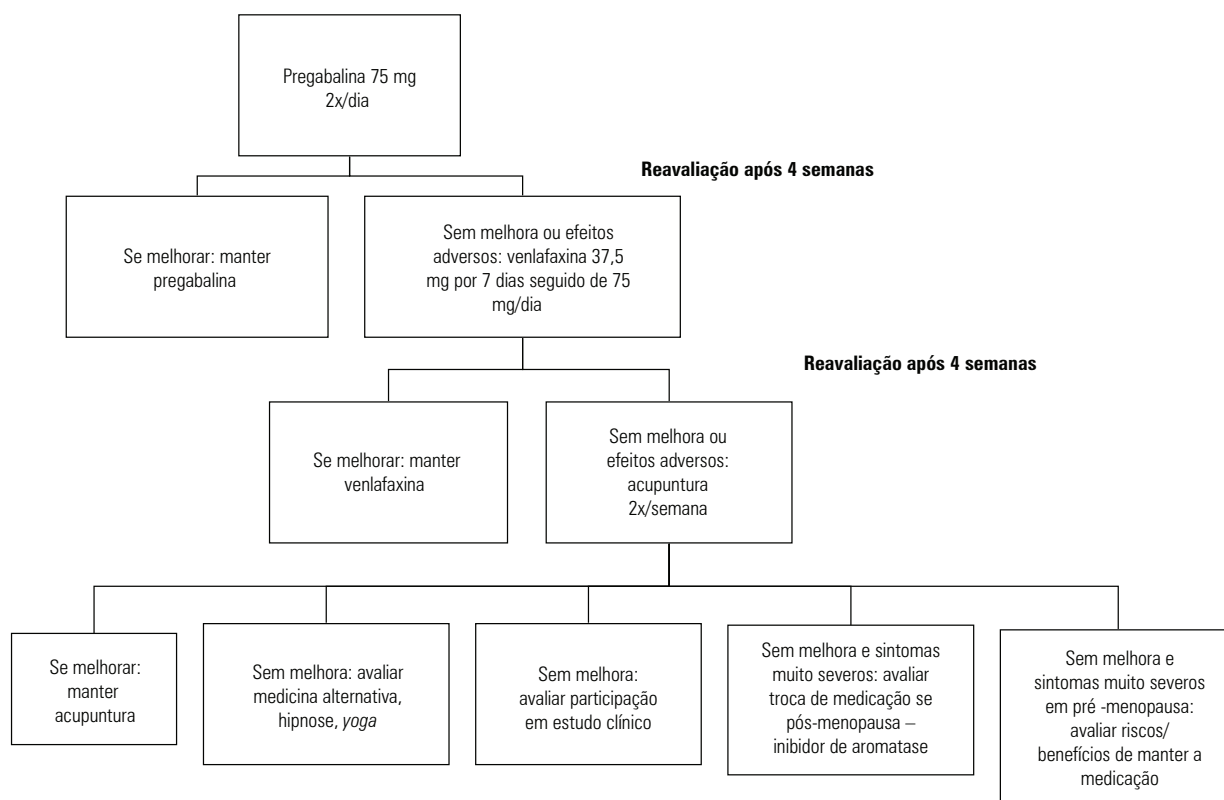 Pregabalina 75 mg
2x/dia
Reavaliação após 4 semanas
Se melhorar: manter
pregabalina
Sem melhora ou efeitos
adversos: venlafaxina 37,5
mg por 7 dias seguido de 75
mg/dia
Reavaliação após 4 semanas
Se melhorar: manter
venlafaxina
Sem melhora ou
efeitos adversos:
acupuntura
2x/semana
Se melhorar:
manter
acupuntura
Sem melhora: avaliar
medicina alternativa,
hipnose, yoga
Sem melhora:
avaliar participação
em estudo clínico
Sem melhora e sintomas
muito severos: avaliar
troca de medicação se
pós-menopausa –
inibidor de aromatase
Sem melhora e
sintomas muito severos
em pré -menopausa:
avaliar riscos/
benefícios de manter a
medicação